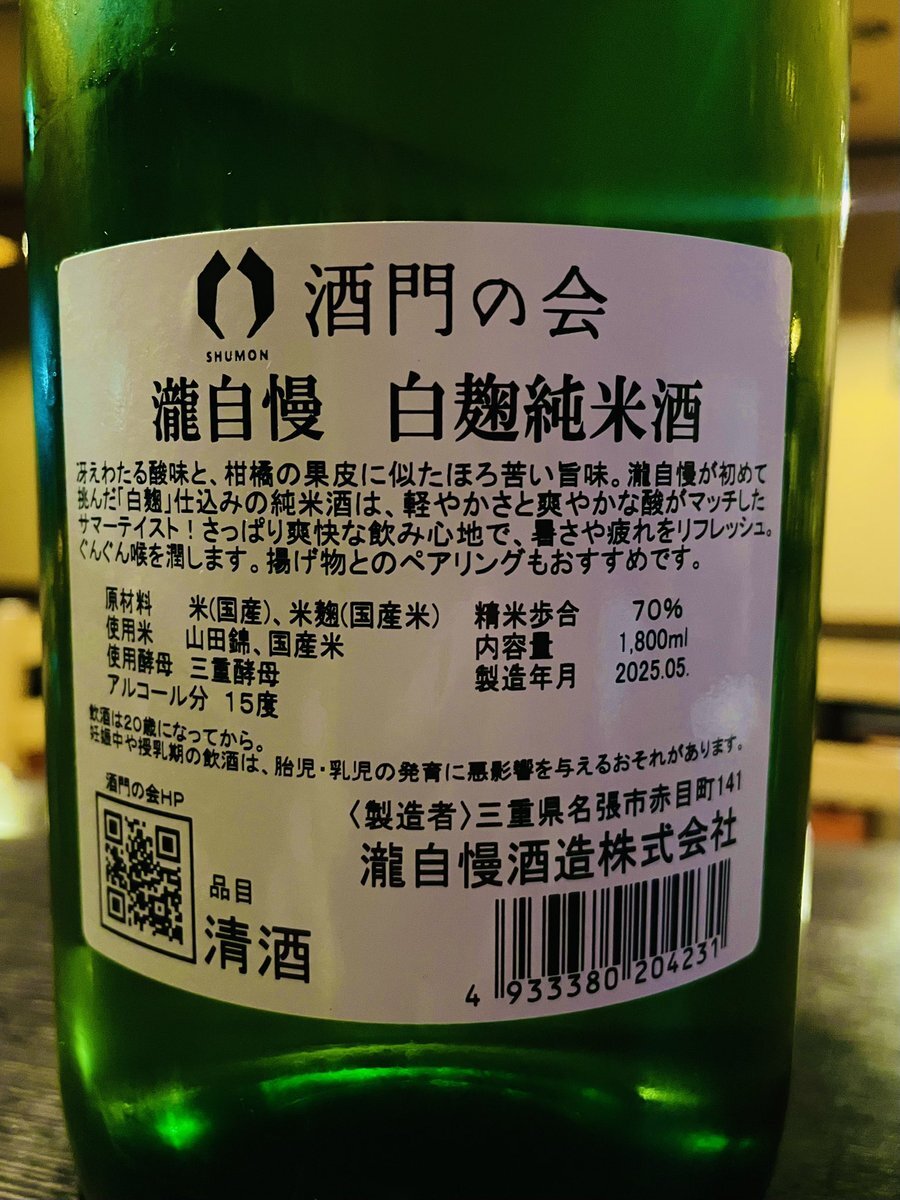 酒門の会
SHUMON
瀧自慢 白麹純米酒
冴えわたる酸味と、柑橘の果皮に似たほろ苦い旨味。瀧自慢が初めて
挑んだ「白麹」仕込みの純米酒は、軽やかさと爽やかな酸がマッチした
サマーテイスト！さっぱり爽快な飲み心地で、暑さや疲れをリフレッシュ。
ぐんぐん喉を潤します。揚げ物とのペアリングもおすすめです。
原材料 米(国産)、米麹(国産米)
使用米 山田錦、国産米
使用酵母 三重酵母
アルコール分 15度
精米歩合 70%
内容量 1,800ml
製造年月 2025.05.
飲酒は20歳になってから。
妊娠中や授乳期の飲酒は、胎児・乳児の発育に悪影響を与えるおそれがあります。
酒門の会HP
品目
清酒
〈製造者〉三重県名張市赤目町141
瀧自慢酒造株式会社
4 933380 204231